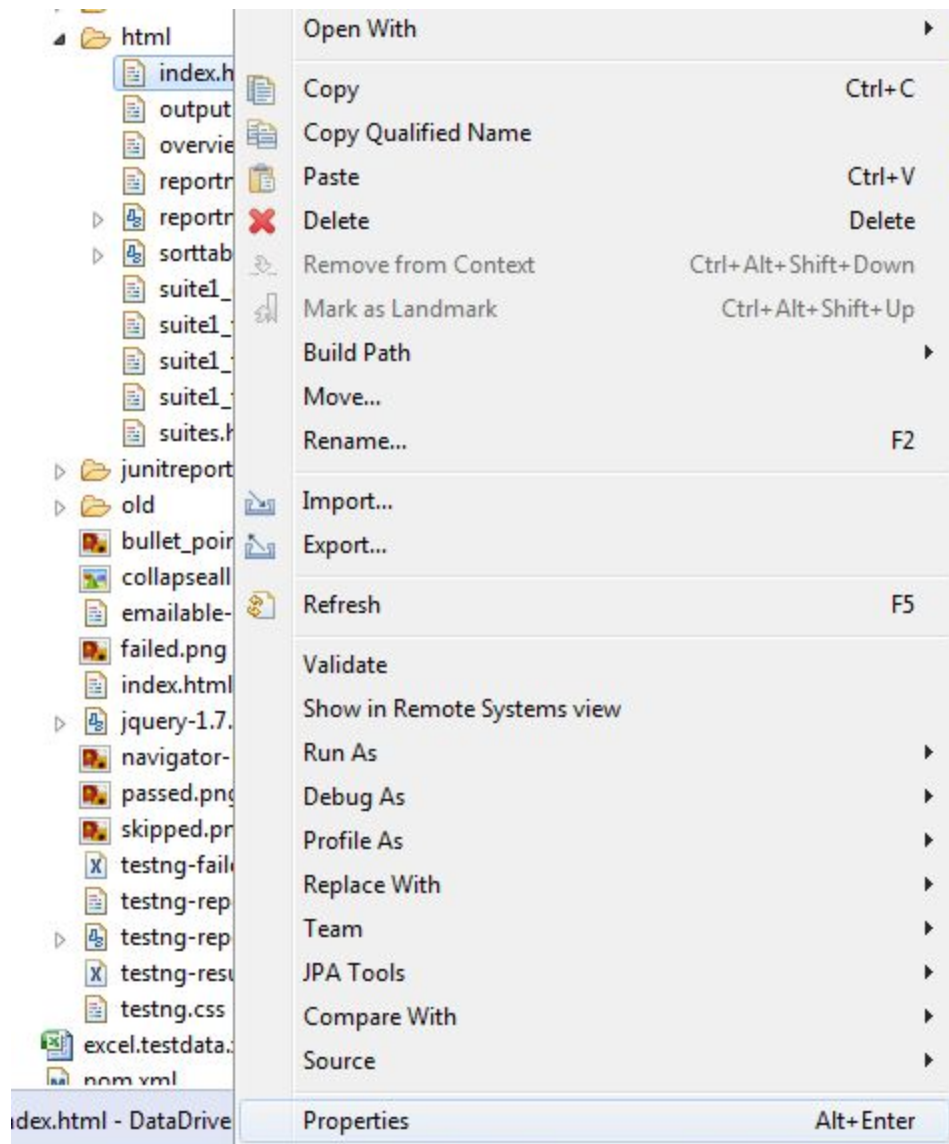 html
index.h
output
overvie
reportn
reportn
sorttab
suite1_
suite1_
suite1_
suite1_
suites.h
junitreport
old
bullet_poin
collapseall
emailable-
failed.png
index.html
jquery-1.7.
navigator-
passed.png
skipped.pn
testng-faile
testng-rep
testng-rep
testng-resu
testng.css
excel.testdata.
pom.xml
dex.html - DataDrive
Open With
Copy Ctrl+C
Copy Qualified Name
Paste Ctrl+V
Delete Delete
Remove from Context Ctrl+Alt+Shift+Down
Mark as Landmark Ctrl+Alt+Shift+Up
Build Path
Move...
Rename... F2
Import...
Export...
Refresh F5
Validate
Show in Remote Systems view
Run As
Debug As
Profile As
Replace With
Team
JPA Tools
Compare With
Source
Properties Alt+Enter